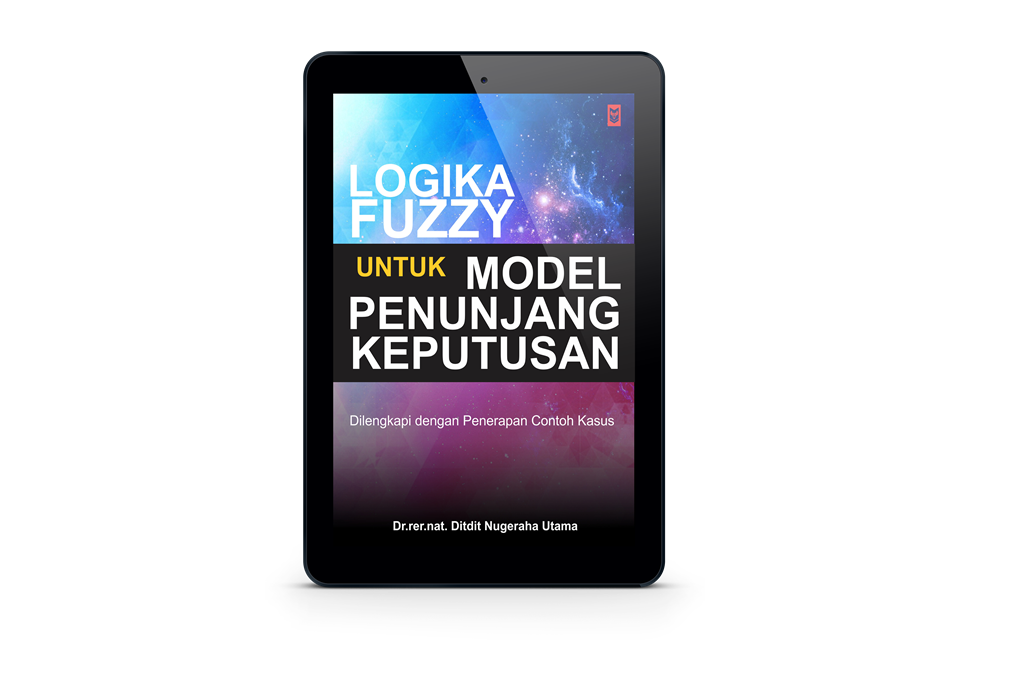 LOGIKA
FUZZY
UNTUK MODEL
PENUNJANG
KEPUTUSAN
Dilengkapi dengan Penerapan Contoh Kasus
Dr.rer.nat. Ditdit Nugeraha Utama